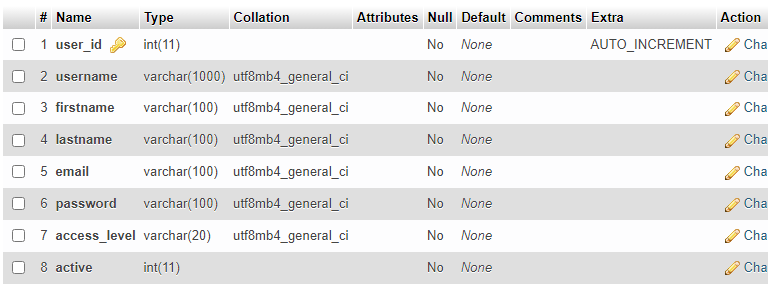 # Name Type Collation Attributes Null Default Comments Extra Action
1 user_id int(11) No None AUTO_INCREMENT Cha
2 username varchar(1000) utf8mb4_general_ci No None Cha
3 firstname varchar(100) utf8mb4_general_ci No None Cha
4 lastname varchar(100) utf8mb4_general_ci No None Cha
5 email varchar(100) utf8mb4_general_ci No None Cha
6 password varchar(100) utf8mb4_general_ci No None Cha
7 access_level varchar(20) utf8mb4_general_ci No None Cha
8 active int(11) No None Cha